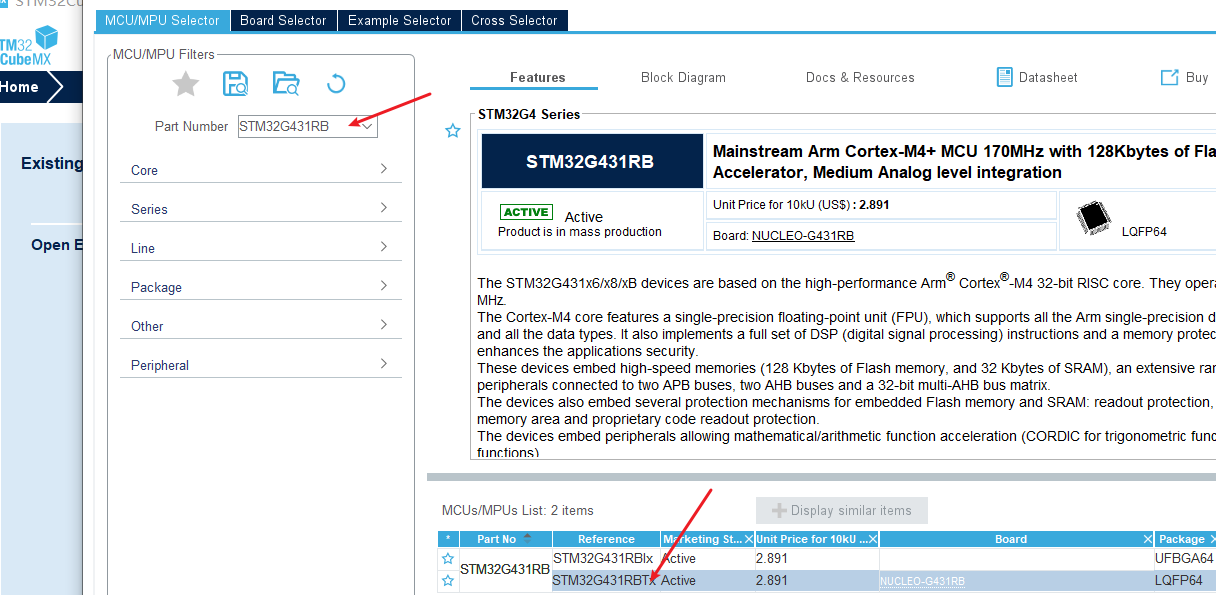 STM32Cu
MCU/MPU Selector
Board Selector
Example Selector
Cross Selector
STM32
CubeMX
Home
Existing
Open E
MCU/MPU Filters
Part Number
STM32G431RB
Core
Series
Line
Package
Other
Peripheral
Features
Block Diagram
Docs & Resources
Datasheet
Buy
STM32G4 Series
STM32G431RB
Mainstream Arm Cortex-M4+ MCU 170MHz with 128Kbytes of Fla
Accelerator, Medium Analog level integration
ACTIVE
Active
Product is in mass production
Unit Price for 10kU (US$) : 2.891
Board: NUCLEO-G431RB
LQFP64
The STM32G431x6/x8/xB devices are based on the high-performance Arm® Cortex®-M4 32-bit RISC core. They opera
MHz.
The Cortex-M4 core features a single-precision floating-point unit (FPU), which supports all the Arm single-precision d
and all the data types. It also implements a full set of DSP (digital signal processing) instructions and a memory protec
enhances the applications security.
These devices embed high-speed memories (128 Kbytes of Flash memory, and 32 Kbytes of SRAM), an extensive ran
peripherals connected to two APB buses, two AHB buses and a 32-bit multi-AHB bus matrix.
The devices also embed several protection mechanisms for embedded Flash memory and SRAM: readout protection,
memory area and proprietary code readout protection.
The devices embed peripherals allowing mathematical/arithmetic function acceleration (CORDIC for trigonometric func
functions)
MCUs/MPUs List: 2 items
Display similar items
* Part No Reference Marketing St... Unit Price for 10kU ... Board Package
STM32G431RB
STM32G431RBIx Active 2.891 UFBGA64
STM32G431RBTx Active 2.891 NUCLEO-G431RB LQFP64